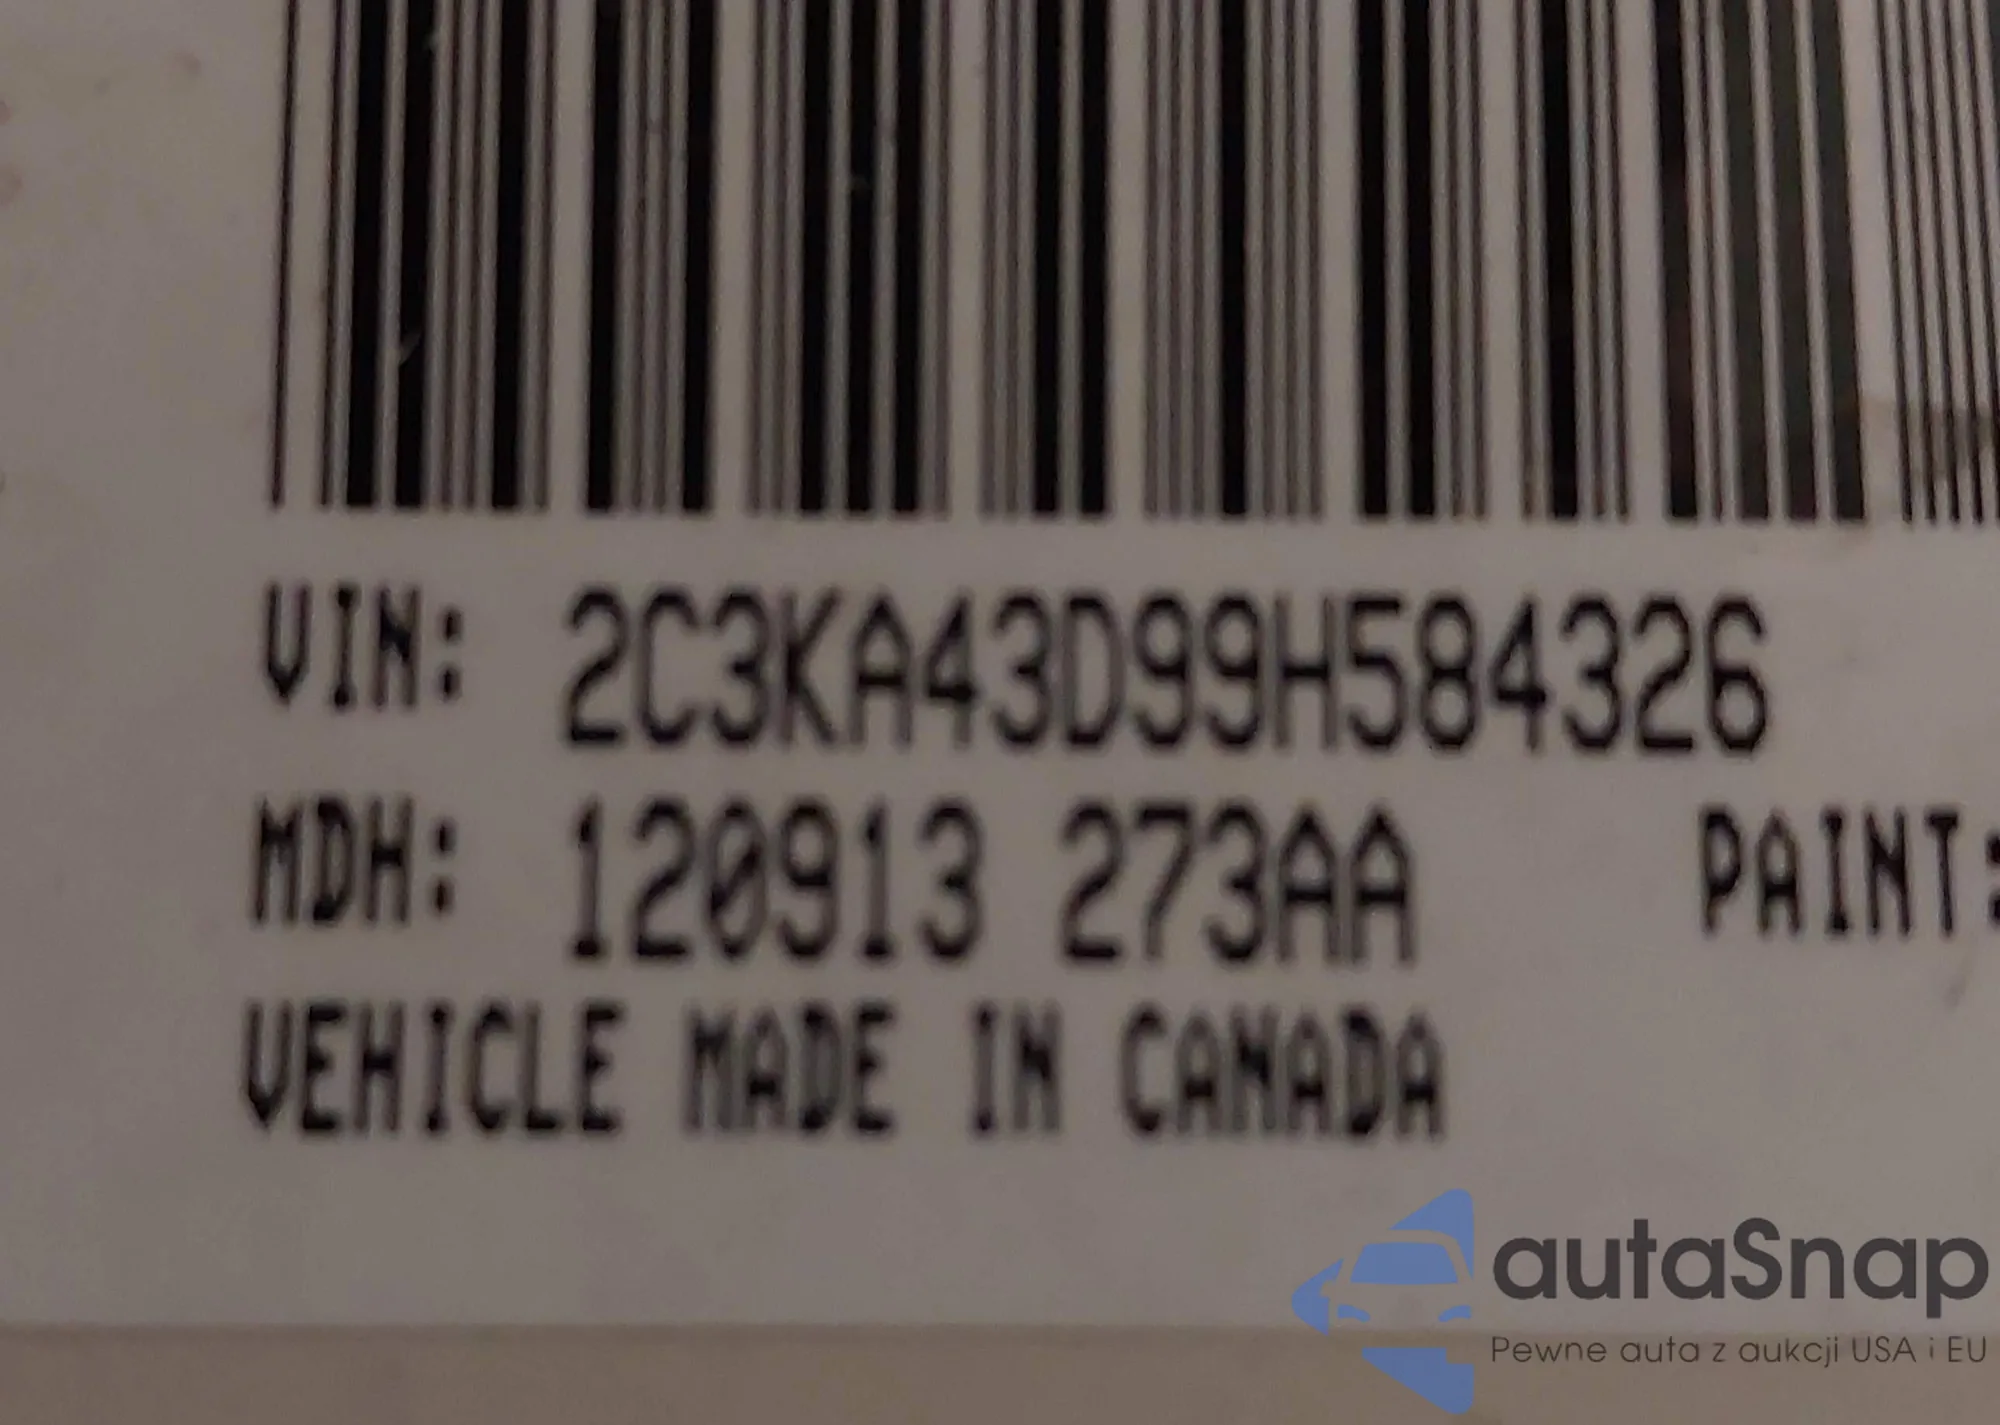 VIN: 2C3KA43D99H584326
MDH: 120913 273AA PAINT:
VEHICLE MADE IN CANADA
autaSnap
Pewne auta z aukcji USA i EU